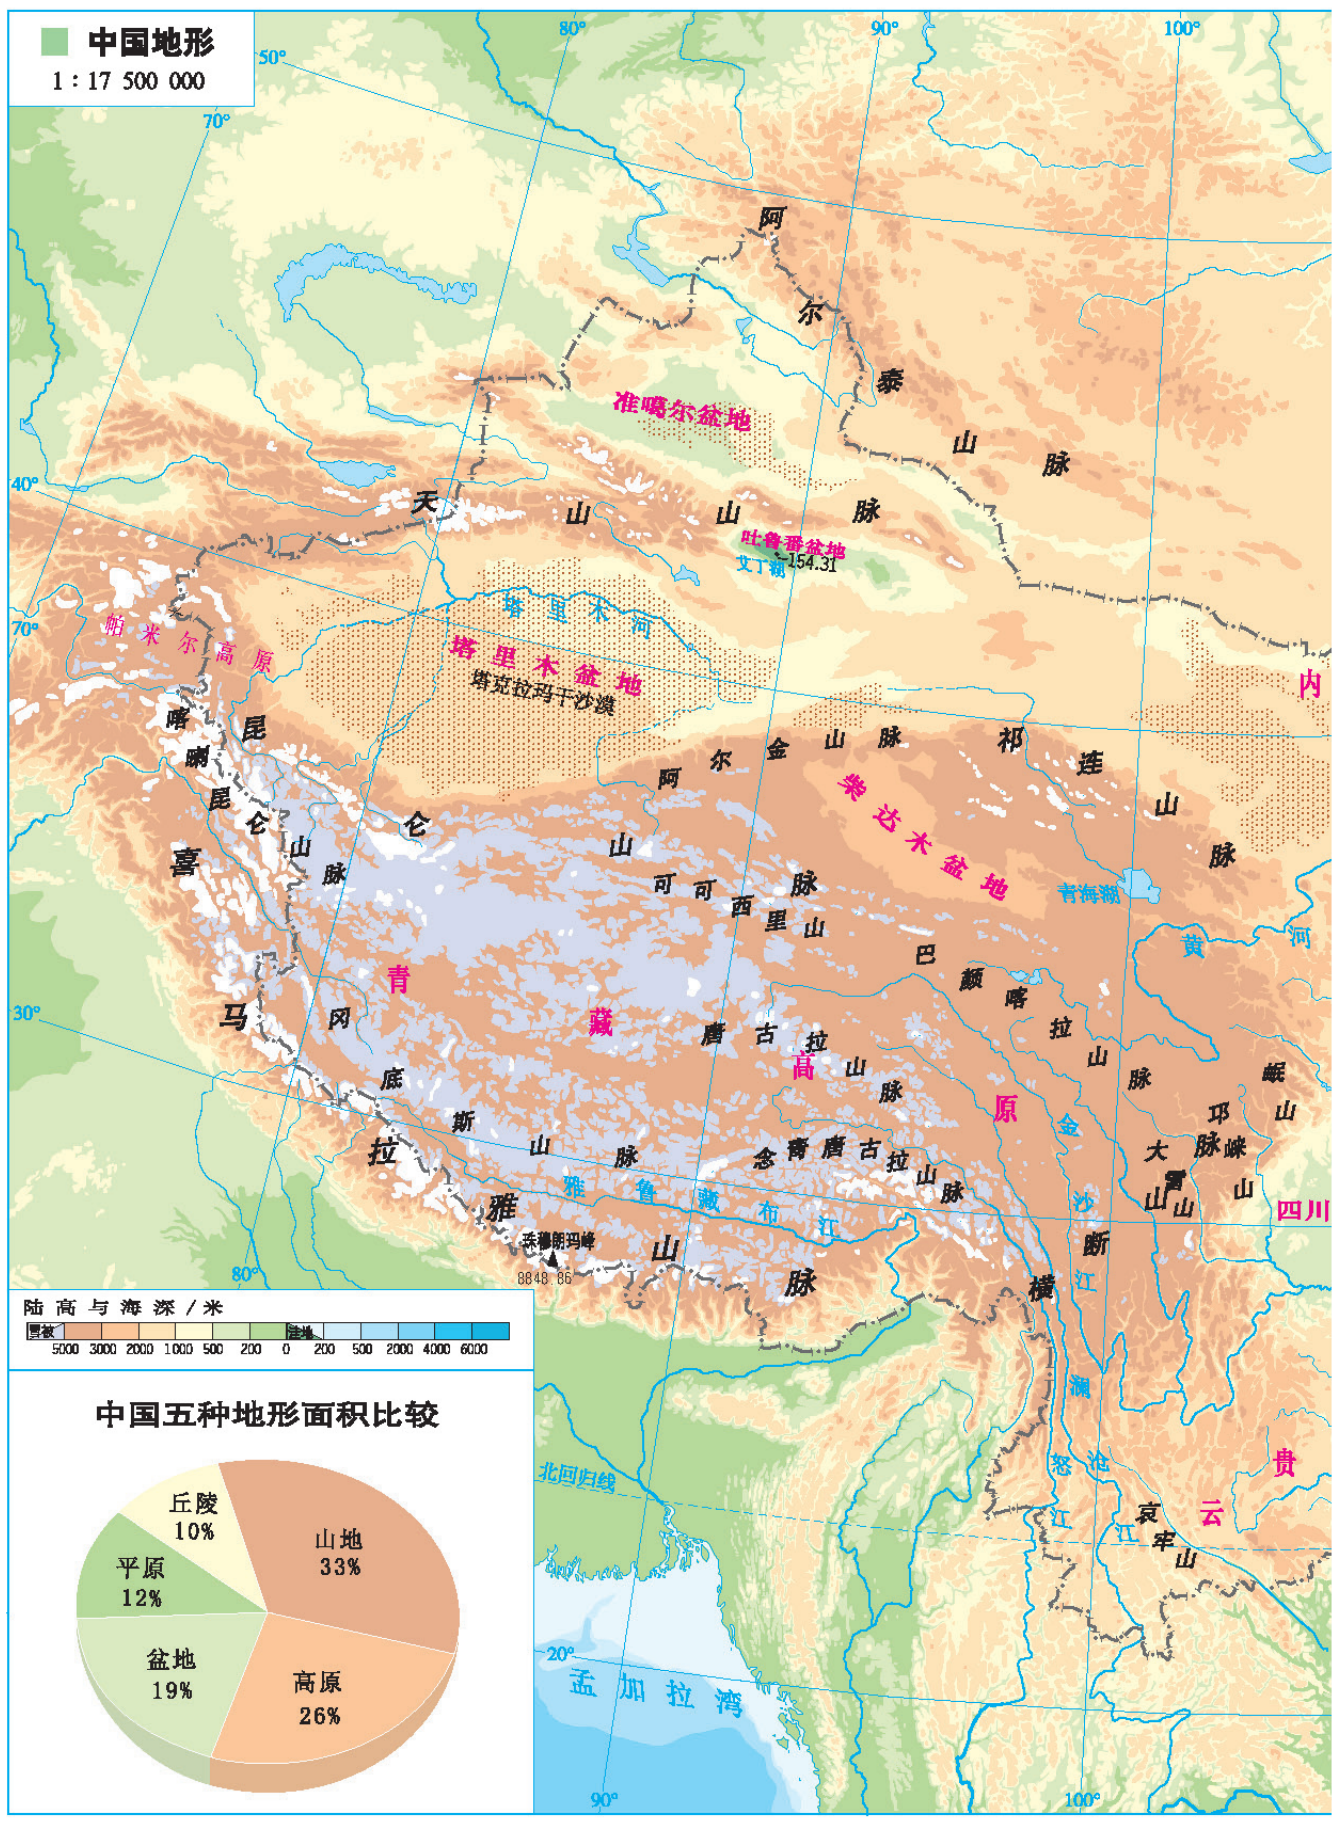 中国地形
1：17 500 000
80°
90°
100°
50°
70°
阿尔泰山脉
准噶尔盆地
40°
天山山脉
吐鲁番盆地
艾丁湖
-154.31
塔里木河
70°
帕米尔高原
塔里木盆地
塔克拉玛干沙漠
内
喀喇昆仑山脉
昆仑山脉
阿尔金山脉
祁连山脉
柴达木盆地
青海湖
可可西里山
黄河
巴颜喀拉山脉
喜马拉雅山脉
30°
青藏高原
冈底斯山脉
唐古拉山脉
岷山
邛崃山
大雪山
念青唐古拉山脉
金沙江
雅鲁藏布江
四川
横断山脉
珠穆朗玛峰
8848.86
80°
陆高与海深/米
雪被
洼地
5000 3000 2000 1000 500 200 0 200 500 2000 4000 6000
中国五种地形面积比较
丘陵
10%
山地
33%
平原
12%
盆地
19%
高原
26%
澜沧江
怒江
北回归线
云贵
哀牢山
20°
孟加拉湾
90°
100°